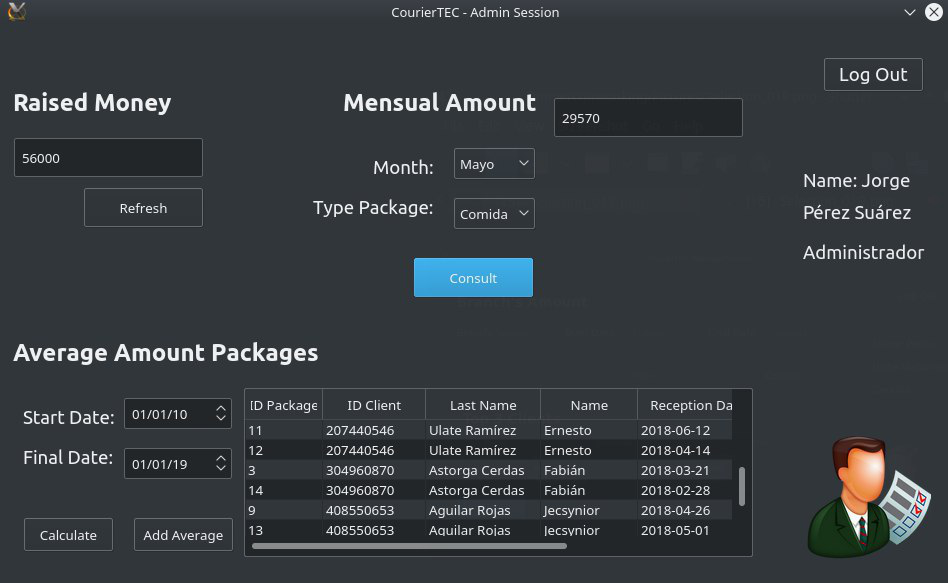 CourierTEC - Admin Session
Log Out
Raised Money
56000
Refresh
Mensual Amount
29570
Month:
Mayo
Type Package:
Comida
Consult
Name: Jorge
Pérez Suárez
Administrador
Average Amount Packages
Start Date:
01/01/10
Final Date:
01/01/19
Calculate
Add Average
ID Package ID Client Last Name Name Reception Da
11 207440546 Ulate Ramírez Ernesto 2018-06-12
12 207440546 Ulate Ramírez Ernesto 2018-04-14
3 304960870 Astorga Cerdas Fabián 2018-03-21
14 304960870 Astorga Cerdas Fabián 2018-02-28
9 408550653 Aguilar Rojas Jecsynior 2018-04-26
13 408550653 Aguilar Rojas Jecsynior 2018-05-01